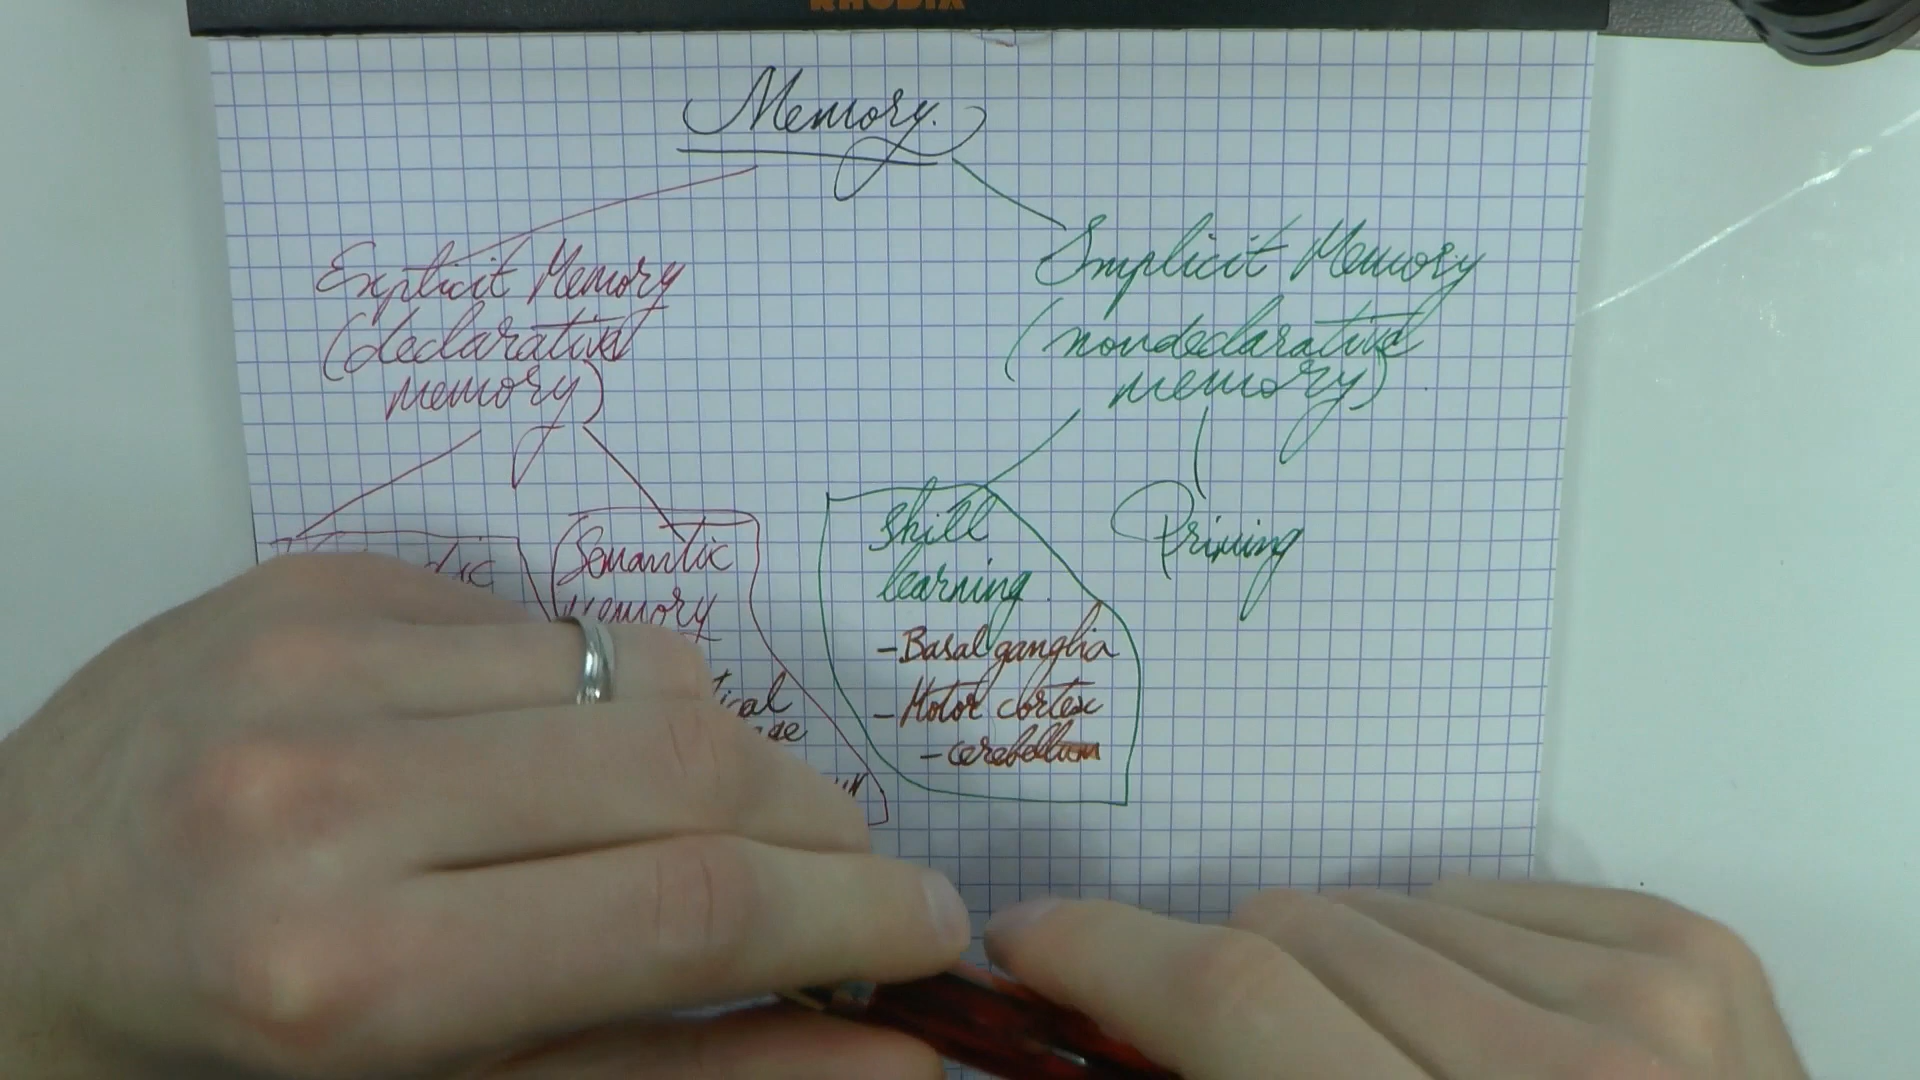 RHODIA
Memory.
Explicit Memory
(declarative
memory)
Implicit Memory
(nondeclarative
memory)
Semantic
memory
Skill
learning
- Basal ganglia
- Motor cortex
- cerebellum
Priming